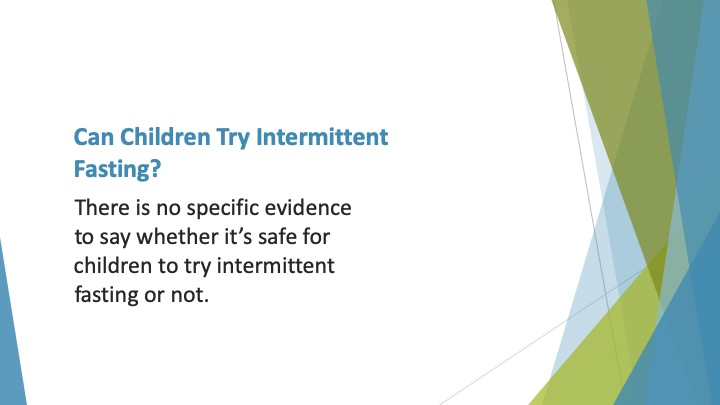 Can Children Try Intermittent
Fasting?
There is no specific evidence
to say whether it’s safe for
children to try intermittent
fasting or not.